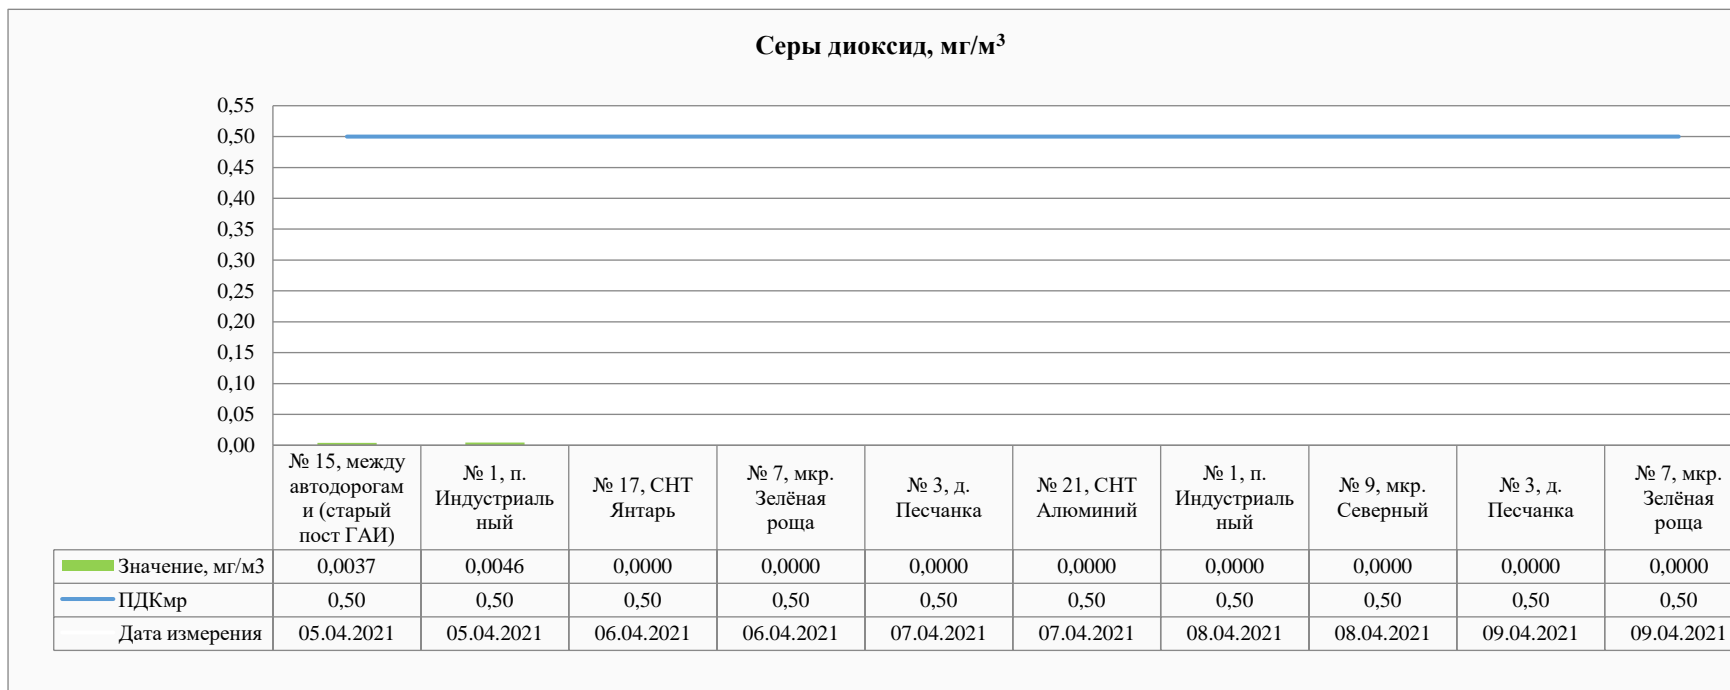 Серы диоксид, мг/м³
0,55
0,50
0,45
0,40
0,35
0,30
0,25
0,20
0,15
0,10
0,05
0,00
№ 15, между
автодорогам
и (старый
пост ГАИ)
№ 1, п.
Индустриаль
ный
№ 17, СНТ
Янтарь
№ 7, мкр.
Зелёная
роща
№ 3, д.
Песчанка
№ 21, СНТ
Алюминий
№ 1, п.
Индустриаль
ный
№ 9, мкр.
Северный
№ 3, д.
Песчанка
№ 7, мкр.
Зелёная
роща
Значение, мг/м3 0,0037 0,0046 0,0000 0,0000 0,0000 0,0000 0,0000 0,0000 0,0000 0,0000
ПДКмр 0,50 0,50 0,50 0,50 0,50 0,50 0,50 0,50 0,50 0,50
Дата измерения 05.04.2021 05.04.2021 06.04.2021 06.04.2021 07.04.2021 07.04.2021 08.04.2021 08.04.2021 09.04.2021 09.04.2021